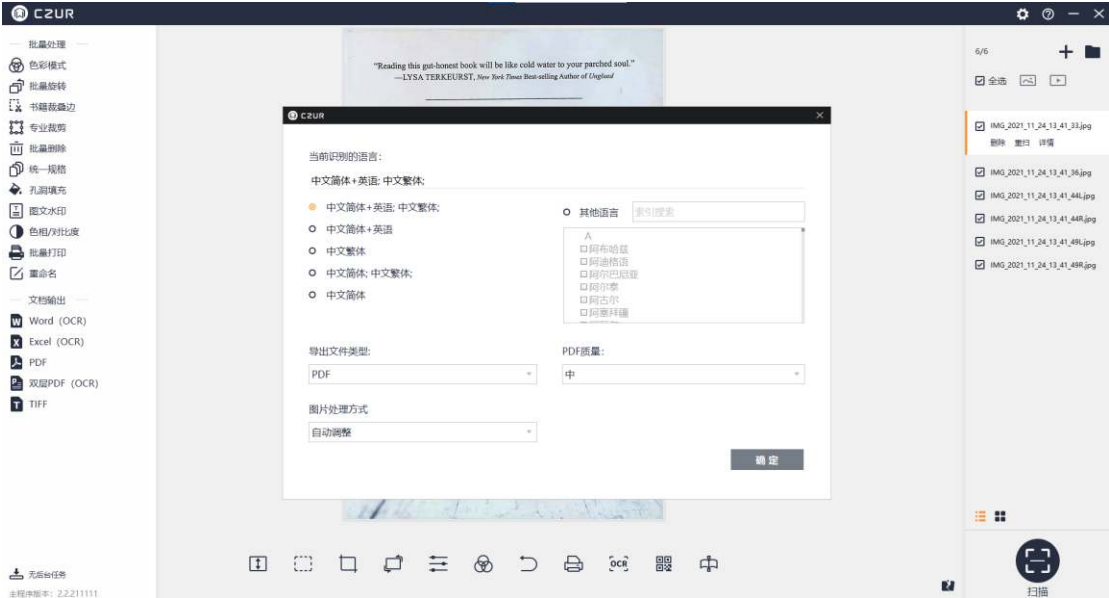 CZUR
批量处理
色彩模式
批量旋转
书籍裁叠边
专业裁剪
批量删除
统一规格
孔洞填充
图文水印
色相/对比度
批量打印
重命名
文档输出
Word (OCR)
Excel (OCR)
PDF
双层PDF (OCR)
TIFF
无后台任务
主程序版本: 2.2.211111
"Reading this gut-honest book will be like cold water to your parched soul."
—LYSA TERKEURST, New York Times Best-selling Author of Unglued
CZUR
当前识别的语言:
中文简体+英语; 中文繁体;
中文简体+英语; 中文繁体;
中文简体+英语
中文繁体
中文简体; 中文繁体;
中文简体
其他语言 索引搜索
A
阿布哈兹
阿迪格语
阿尔巴尼亚
阿尔泰
阿古尔
阿塞拜疆
导出文件类型:
PDF
PDF质量:
中
图片处理方式
自动调整
确定
OCR
6/6
全选
IMG_2021_11_24_13_41_33.jpg
删除 重扫 详情
IMG_2021_11_24_13_41_36.jpg
IMG_2021_11_24_13_41_44L.jpg
IMG_2021_11_24_13_41_44R.jpg
IMG_2021_11_24_13_41_49L.jpg
IMG_2021_11_24_13_41_49R.jpg
扫描